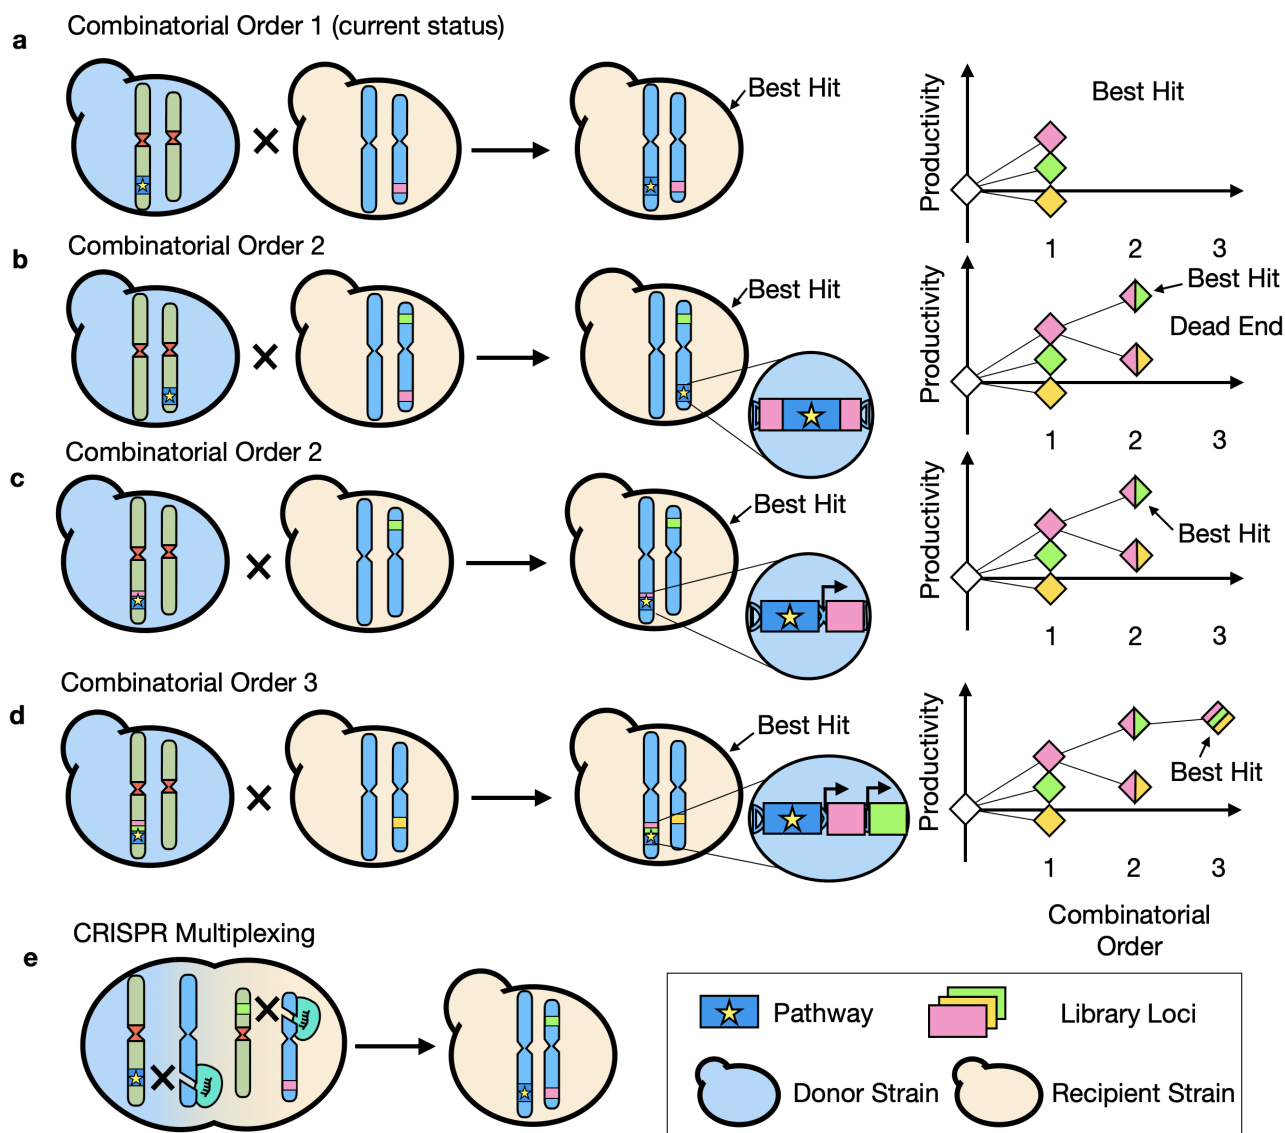 a
Combinatorial Order 1 (current status)
Best Hit
Productivity
Best Hit
1 2 3
b
Combinatorial Order 2
Best Hit
Productivity
Best Hit
Dead End
1 2 3
c
Combinatorial Order 2
Best Hit
Productivity
Best Hit
1 2 3
d
Combinatorial Order 3
Best Hit
Productivity
Best Hit
1 2 3
Combinatorial
Order
e
CRISPR Multiplexing
Pathway
Library Loci
Donor Strain
Recipient Strain